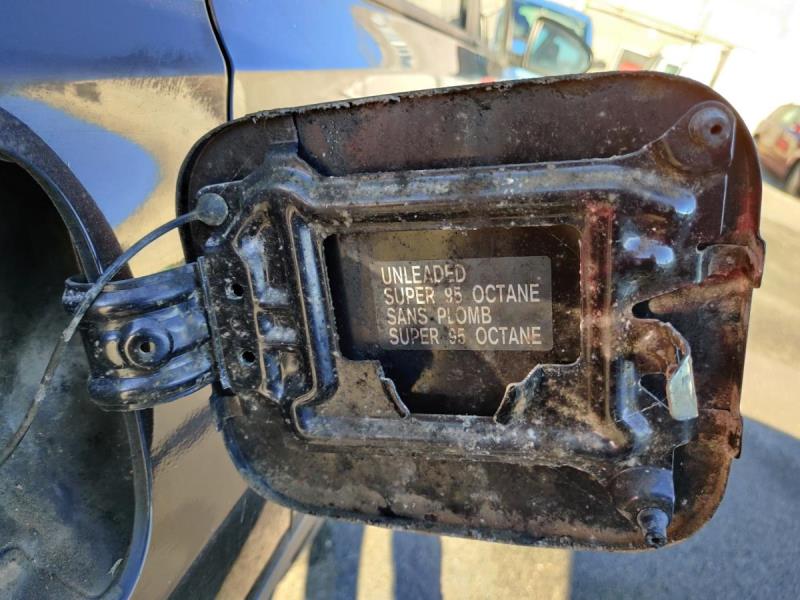 UNLEADED
SUPER 95 OCTANE
SANS PLOMB
SUPER 95 OCTANE